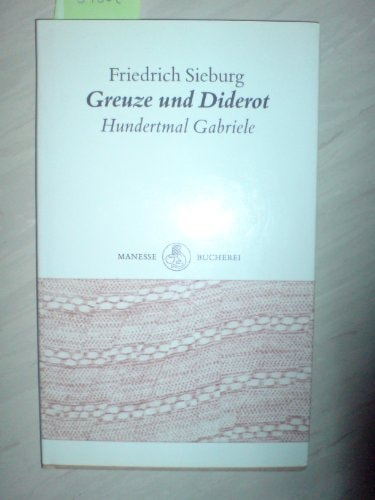 Friedrich Sieburg
Greuze und Diderot
Hundertmal Gabriele
MANESSE BÜCHEREI